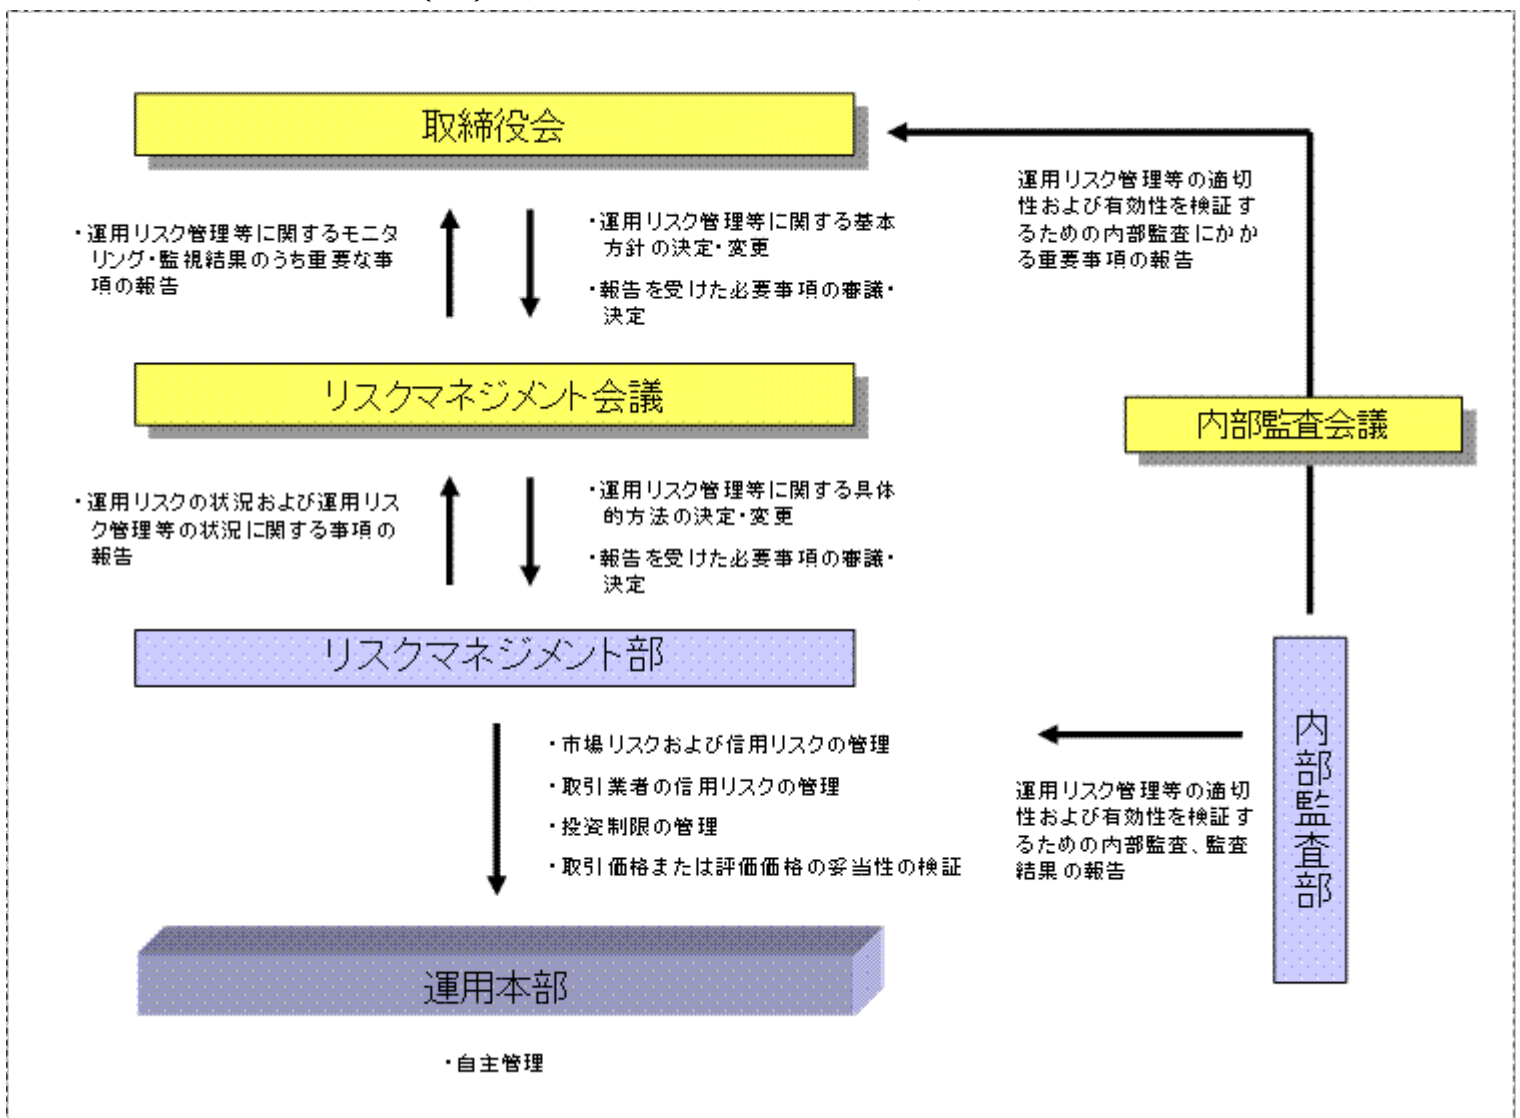 取締役会
運用リスク管理等の適切
性および有効性を検証す
るための内部監査にかか
る重要事項の報告
・運用リスク管理等に関するモニタ
リング・監視結果のうち重要な事
項の報告
・運用リスク管理等に関する基本
方針の決定・変更
・報告を受けた必要事項の審議・
決定
リスクマネジメント会議
内部監査会議
・運用リスクの状況および運用リス
ク管理等の状況に関する事項の
報告
・運用リスク管理等に関する具体
的方法の決定・変更
・報告を受けた必要事項の審議・
決定
リスクマネジメント部
内部監査部
・市場リスクおよび信用リスクの管理
・取引業者の信用リスクの管理
・投資制限の管理
・取引価格または評価価格の妥当性の検証
運用リスク管理等の適切
性および有効性を検証す
るための内部監査、監査
結果の報告
運用本部
・自主管理